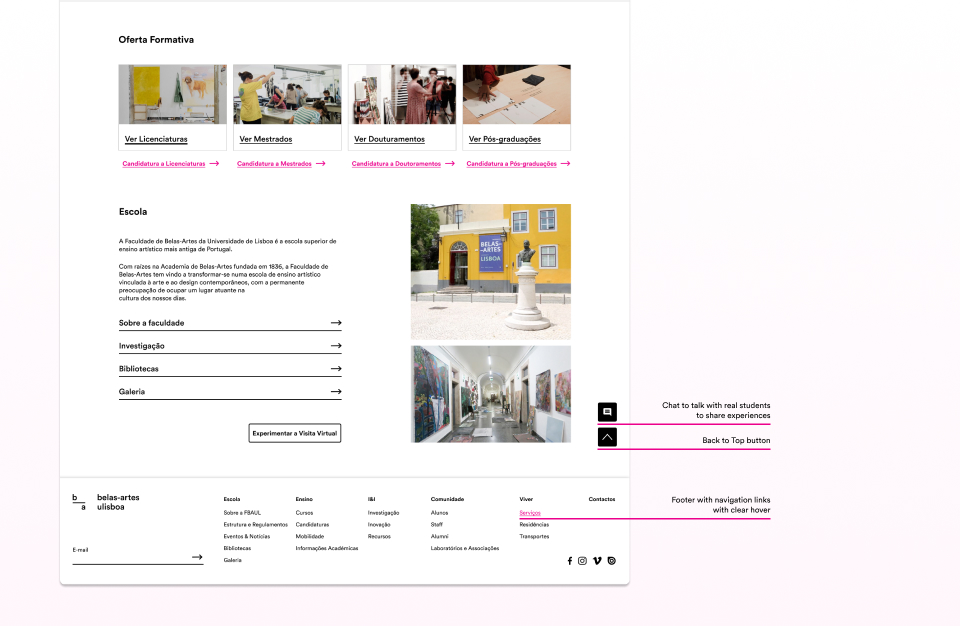 Oferta Formativa
Ver Licenciaturas
Ver Mestrados
Ver Douturamentos
Ver Pós-graduações
Candidatura a Licenciaturas
Candidatura a Mestrados
Candidatura a Doutoramentos
Candidatura a Pós-graduações
Escola
A Faculdade de Belas-Artes da Universidade de Lisboa é a escola superior de
ensino artístico mais antiga de Portugal.
Com raízes na Academia de Belas-Artes fundada em 1836, a Faculdade de
Belas-Artes tem vindo a transformar-se numa escola de ensino artístico
vinculada à arte e ao design contemporâneos, com a permanente
preocupação de ocupar um lugar atuante na
cultura dos nossos dias.
BELAS-
ARTES
LISBOA
Sobre a faculdade
Investigação
Bibliotecas
Galeria
Experimentar a Visita Virtual
Chat to talk with real students
to share experiences
Back to Top button
Footer with navigation links
with clear hover
b
a
belas-artes
ulisboa
E-mail
Escola
Sobre a FBAUL
Estrutura e Regulamentos
Eventos & Notícias
Bibliotecas
Galeria
Ensino
Cursos
Candidaturas
Mobilidade
Informações Académicas
I&I
Investigação
Inovação
Recursos
Comunidade
Alunos
Staff
Alumni
Laboratórios e Associações
Viver
Serviços
Residências
Transportes
Contactos